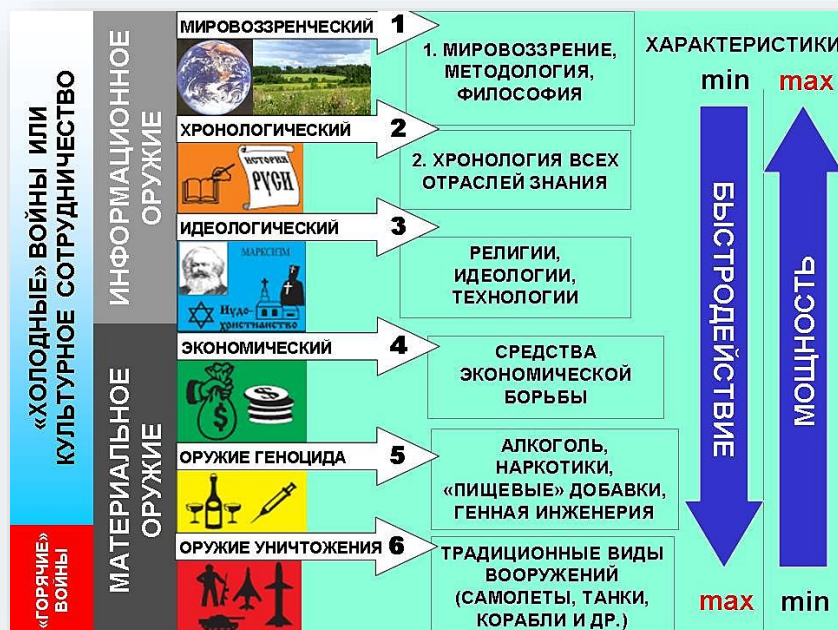 «ХОЛОДНЫЕ» ВОЙНЫ ИЛИ
КУЛЬТУРНОЕ СОТРУДНИЧЕСТВО
«ГОРЯЧИЕ»
ВОЙНЫ
ИНФОРМАЦИОННОЕ
ОРУЖИЕ
МАТЕРИАЛЬНОЕ
ОРУЖИЕ
МИРОВОЗЗРЕНЧЕСКИЙ 1
1. МИРОВОЗЗРЕНИЕ,
МЕТОДОЛОГИЯ,
ФИЛОСОФИЯ
ХРОНОЛОГИЧЕСКИЙ 2
ИСТОРИЯ
РУСИ
2. ХРОНОЛОГИЯ ВСЕХ
ОТРАСЛЕЙ ЗНАНИЯ
ИДЕОЛОГИЧЕСКИЙ 3
МАРКСИЗМ
Иудо-
христианство
РЕЛИГИИ,
ИДЕОЛОГИИ,
ТЕХНОЛОГИИ
ЭКОНОМИЧЕСКИЙ 4
$
$
СРЕДСТВА
ЭКОНОМИЧЕСКОЙ
БОРЬБЫ
ОРУЖИЕ ГЕНОЦИДА 5
АЛКОГОЛЬ,
НАРКОТИКИ,
«ПИЩЕВЫЕ» ДОБАВКИ,
ГЕННАЯ ИНЖЕНЕРИЯ
ОРУЖИЕ УНИЧТОЖЕНИЯ 6
ТРАДИЦИОННЫЕ ВИДЫ
ВООРУЖЕНИЙ
(САМОЛЕТЫ, ТАНКИ,
КОРАБЛИ И ДР.)
ХАРАКТЕРИСТИКИ
min max
БЫСТРОДЕЙСТВИЕ
МОЩНОСТЬ
max min